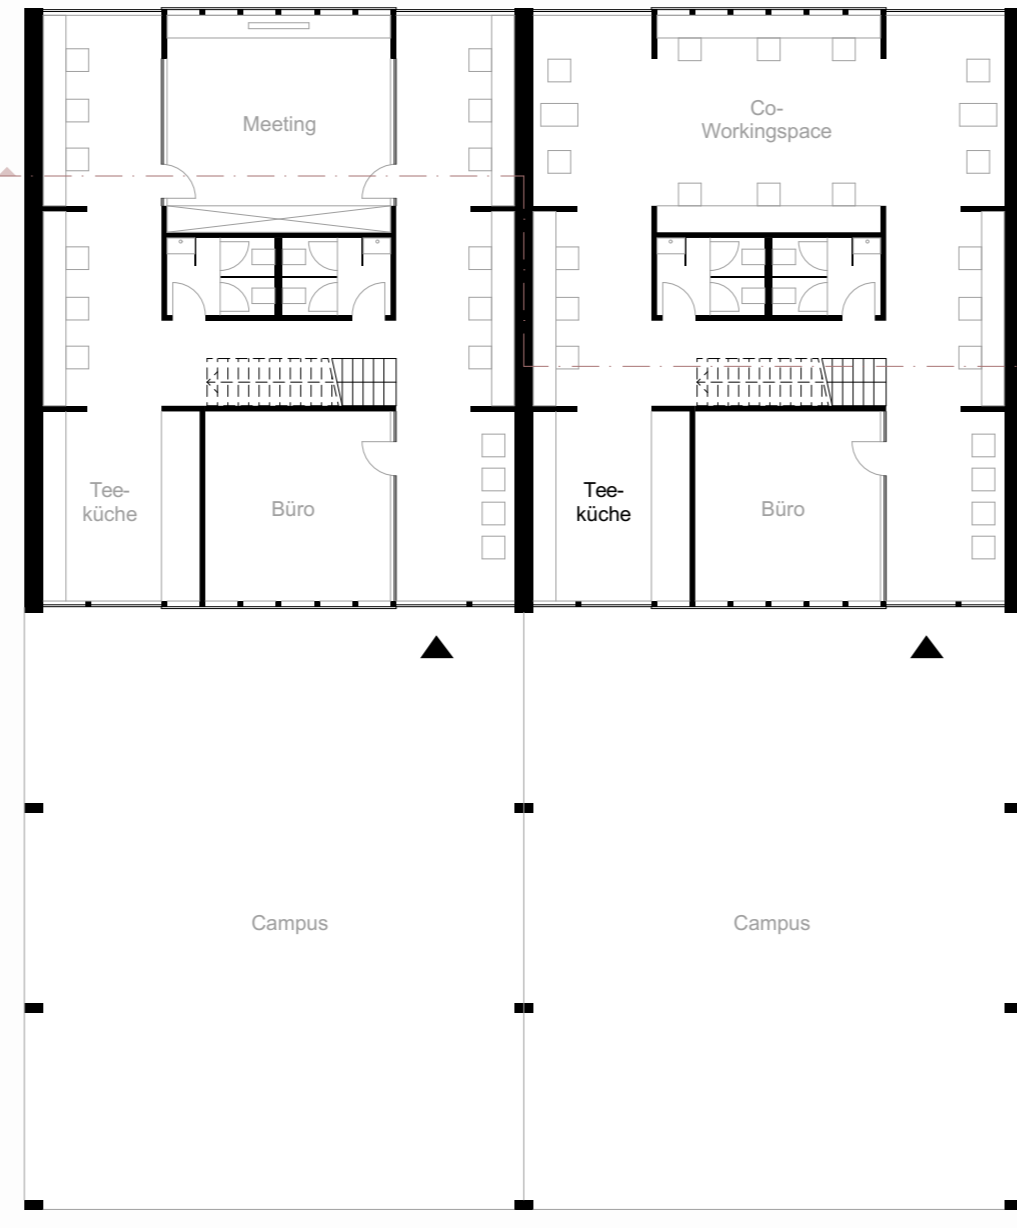 Meeting
Co-
Workingspace
Tee-
küche
Büro
Tee-
küche
Büro
Campus
Campus